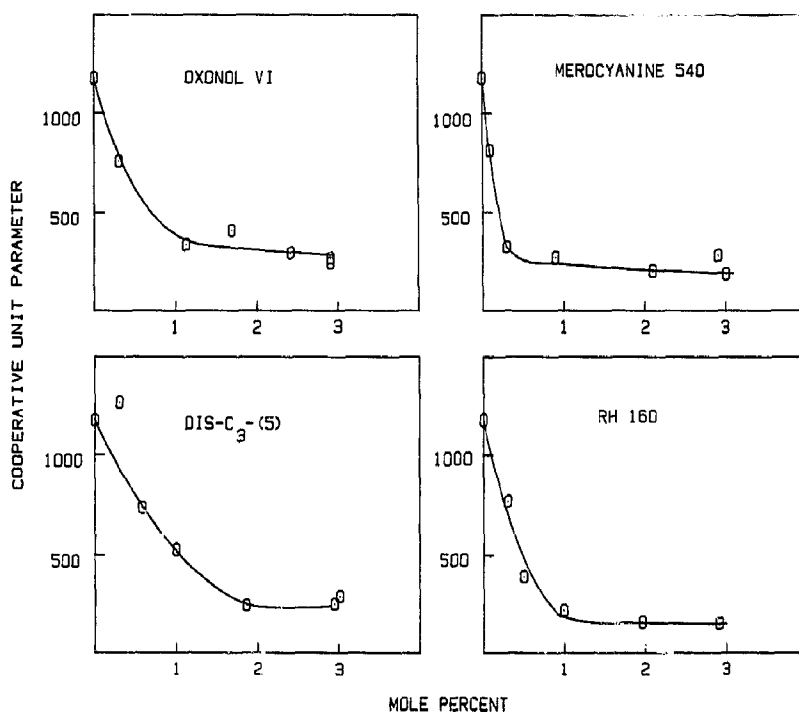 OXONOL VI
MEROCYANINE 540
1000
500
1 2 3
1000
500
1 2 3
DIS-C3-(5)
RH 160
1000
500
1 2 3
1000
500
1 2 3
COOPERATIVE UNIT PARAMETER
MOLE PERCENT